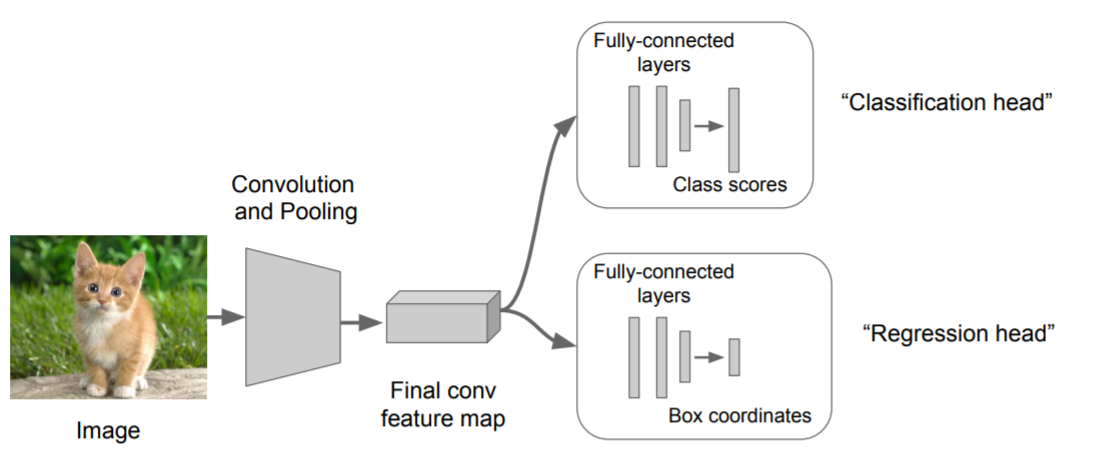 Image
Convolution
and Pooling
Final conv
feature map
Fully-connected
layers
Class scores
“Classification head”
Fully-connected
layers
Box coordinates
“Regression head”